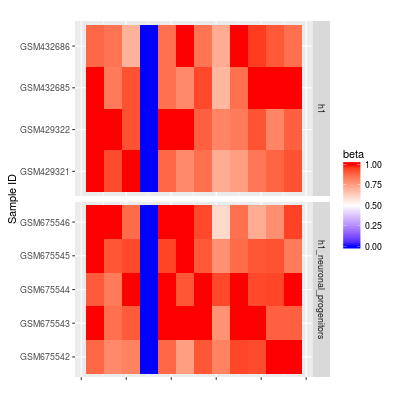 GSM432686
GSM432685
GSM429322
GSM429321
h1
GSM675546
GSM675545
GSM675544
GSM675543
GSM675542
h1_neuronal_progenitors
Sample ID
beta
1.00
0.75
0.50
0.25
0.00